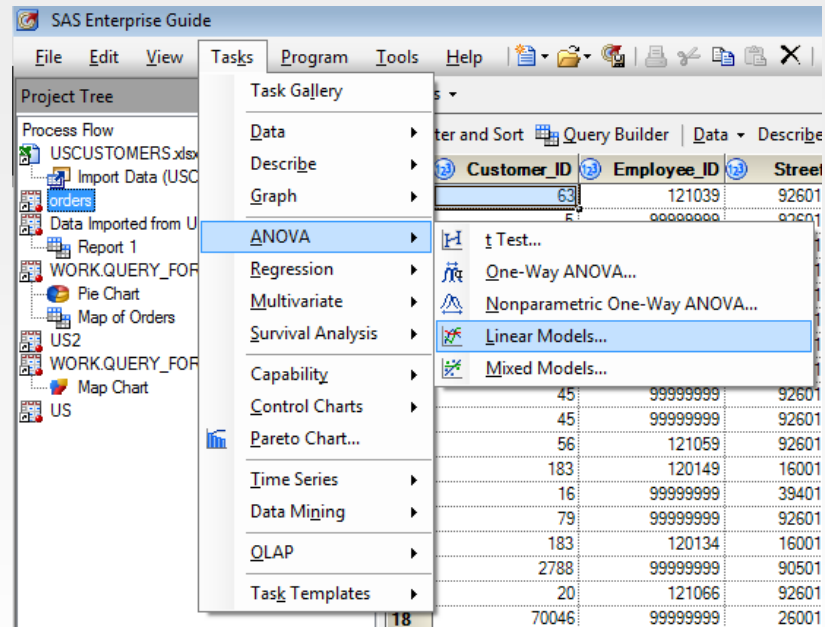 SAS Enterprise Guide
File Edit View Tasks Program Tools Help
Project Tree
Process Flow
USCUSTOMERS.xlsx
Import Data (USC
orders
Data Imported from U
Report 1
WORK.QUERY_FOR
Pie Chart
Map of Orders
US2
WORK.QUERY_FOR
Map Chart
US
Task Gallery
Data
Describe
Graph
ANOVA
Regression
Multivariate
Survival Analysis
Capability
Control Charts
Pareto Chart...
Time Series
Data Mining
OLAP
Task Templates
t Test...
One-Way ANOVA...
Nonparametric One-Way ANOVA...
Linear Models...
Mixed Models...
ter and Sort Query Builder Data Describe
Customer_ID Employee_ID Street
63 121039 92601
5 99999999 92601
45 99999999 92601
45 99999999 92601
56 121059 92601
183 120149 16001
16 99999999 39401
79 99999999 92601
183 120134 16001
2788 99999999 90501
20 121066 92601
18 70046 99999999 26001